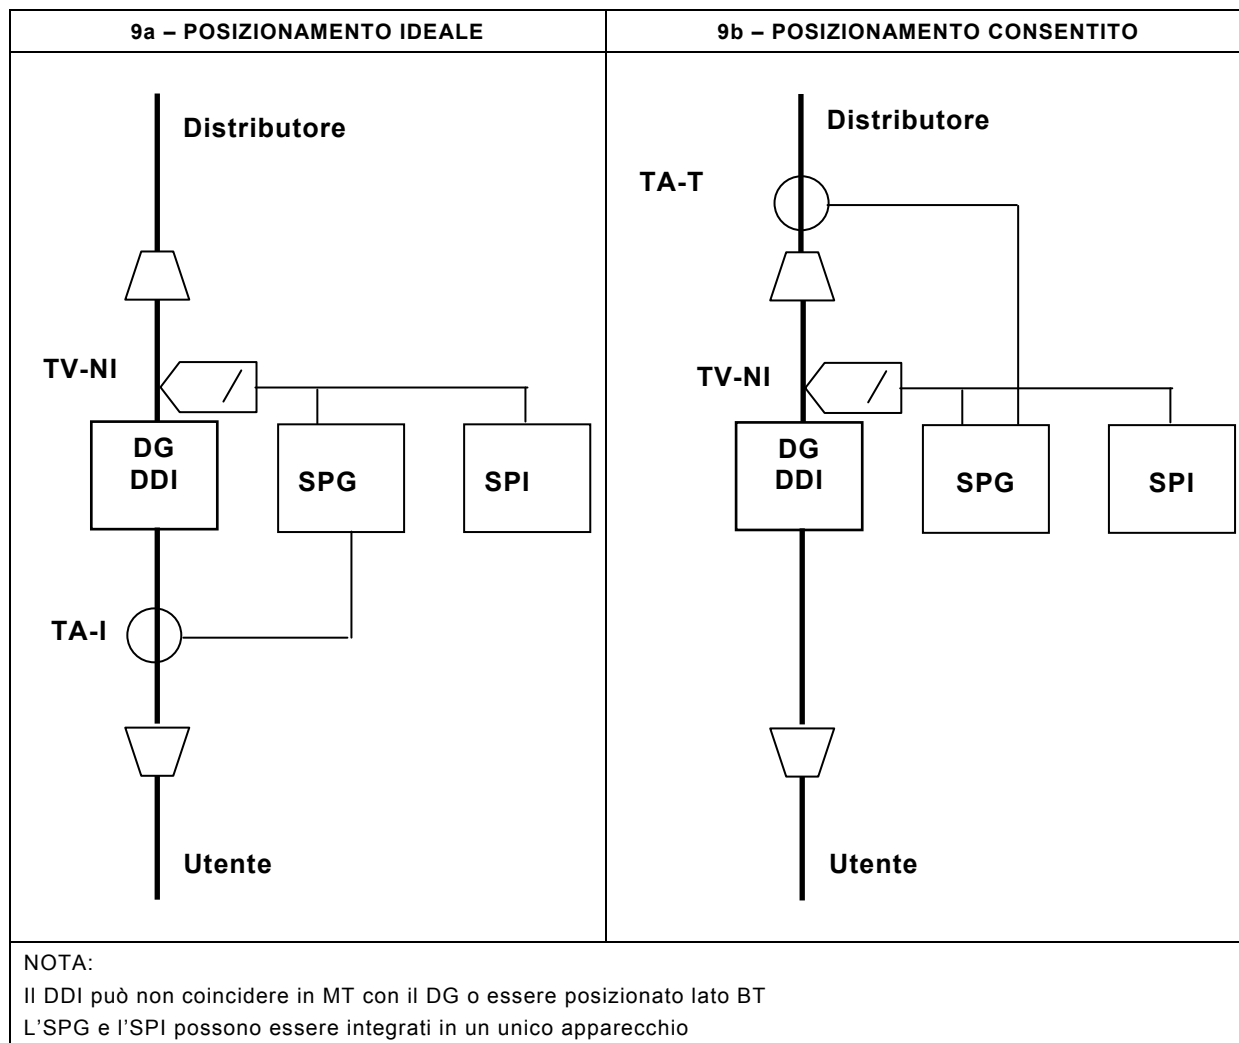 9a – POSIZIONAMENTO IDEALE
Distributore
TV-NI
DG
DDI
SPG
SPI
TA-I
Utente
9b – POSIZIONAMENTO CONSENTITO
Distributore
TA-T
TV-NI
DG
DDI
SPG
SPI
Utente
NOTA:
Il DDI può non coincidere in MT con il DG o essere posizionato lato BT
L'SPG e l'SPI possono essere integrati in un unico apparecchio